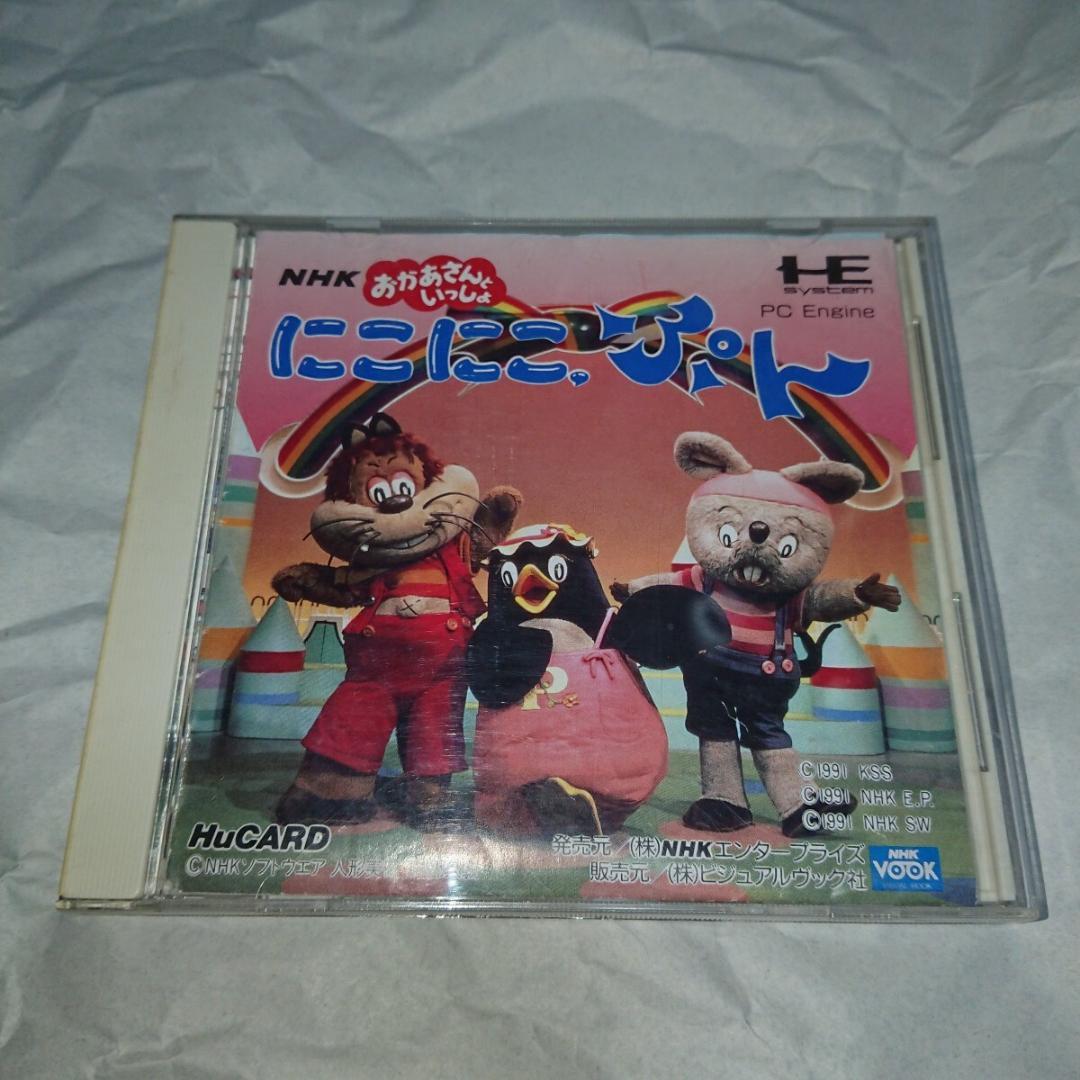 NHK
おかあさんと
いっしょ
にこにこ、ぷん
HE
system
PC Engine
P
©1991 KSS
©1991 NHK E.P.
©1991 NHK SW
HuCARD
©NHKソフトウエア 人形美
発売元 (株)NHKエンタープライズ
販売元 (株)ビジュアルヴック社
NHK
VOOK